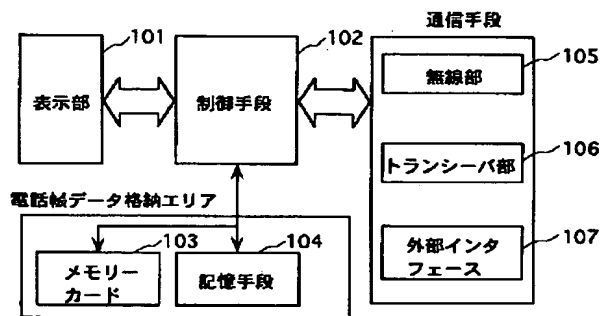 通信手段
101
102
105
表示部
制御手段
無線部
106
トランシーバ部
電話帳データ格納エリア
103
104
107
メモリー
カード
記憶手段
外部インタ
フェース